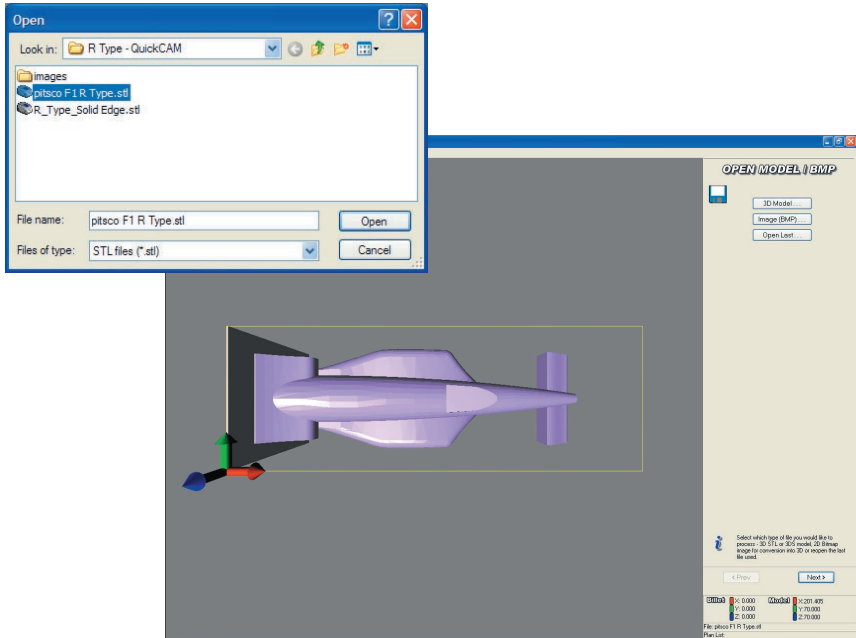 Open
Look in: R Type - QuickCAM
images
pitsco F1 R Type.stl
R_Type_Solid Edge.stl
File name: pitsco F1 R Type.stl Open
Files of type: STL files (*.stl) Cancel
OPEN MODEL / BMP
3D Model . . .
Image (BMP) . . .
Open Last . . .
Select which type of file you would like to
process - 3D STL or 3DS model, 2D Bitmap
image for conversion into 3D or reopen the last
file used.
< Prev Next >
Billet X: 0.000 Model X:201.405
Y: 0.000 Y:70.000
Z: 0.000 Z:70.000
File: pitsco F1 R Type.stl
Plan List: